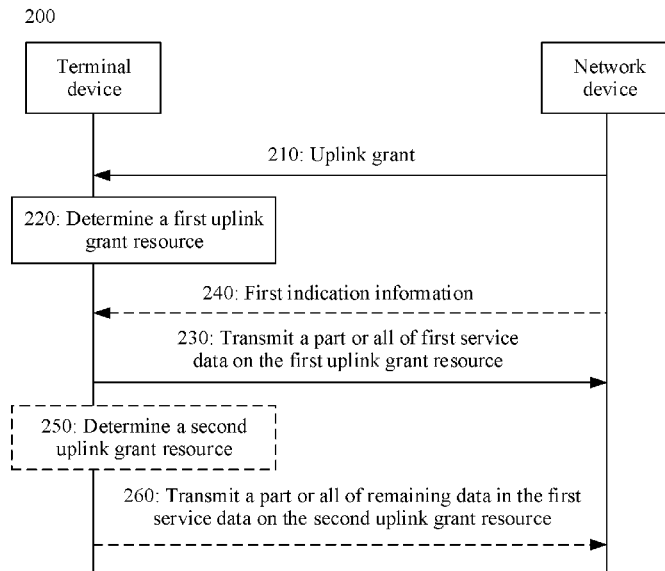 200
Terminal
device
Network
device
210: Uplink grant
220: Determine a first uplink
grant resource
240: First indication information
230: Transmit a part or all of first service
data on the first uplink grant resource
250: Determine a second
uplink grant resource
260: Transmit a part or all of remaining data in the first
service data on the second uplink grant resource